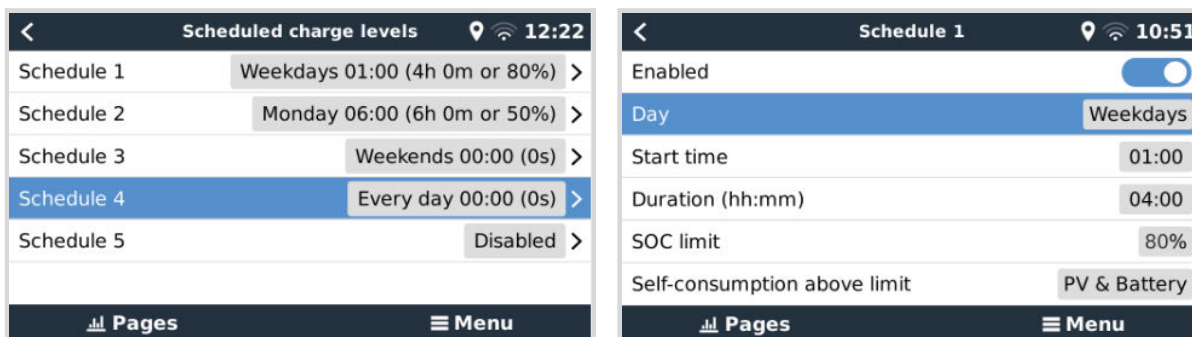 Scheduled charge levels 12:22
Schedule 1 Weekdays 01:00 (4h 0m or 80%)
Schedule 2 Monday 06:00 (6h 0m or 50%)
Schedule 3 Weekends 00:00 (0s)
Schedule 4 Every day 00:00 (0s)
Schedule 5 Disabled
Pages Menu
Schedule 1 10:51
Enabled
Day Weekdays
Start time 01:00
Duration (hh:mm) 04:00
SOC limit 80%
Self-consumption above limit PV & Battery
Pages Menu